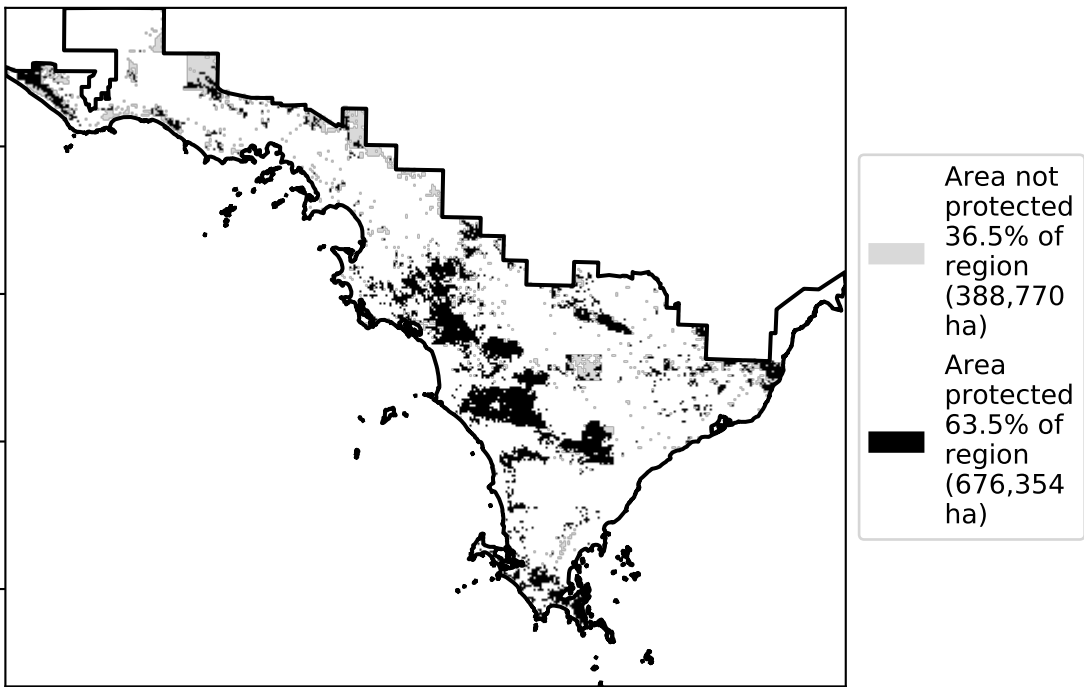 Area not
protected
36.5% of
region
(388,770
ha)
Area
protected
63.5% of
region
(676,354
ha)